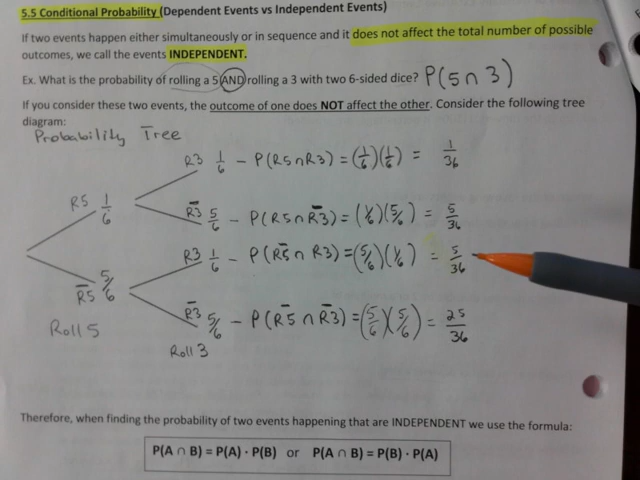 5.5 Conditional Probability (Dependent Events vs Independent Events)
If two events happen either simultaneously or in sequence and it does not affect the total number of possible
outcomes, we call the events INDEPENDENT.
Ex. What is the probability of rolling a 5 AND rolling a 3 with two 6-sided dice? P(5∩3)
If you consider these two events, the outcome of one does NOT affect the other. Consider the following tree
diagram:
Probability Tree
R3 1/6 – P(R5∩R3) = (1/6)(1/6) = 1/36
R5 1/6
R̅3̅ 5/6 – P(R5∩R̅3̅) = (1/6)(5/6) = 5/36
R3 1/6 – P(R̅5̅∩R3) = (5/6)(1/6) = 5/36
R̅5̅ 5/6
R̅3̅ 5/6 – P(R̅5̅∩R̅3̅) = (5/6)(5/6) = 25/36
Roll 5
Roll 3
Therefore, when finding the probability of two events happening that are INDEPENDENT we use the formula:
P(A ∩ B) = P(A) · P(B) or P(A ∩ B) = P(B) · P(A)